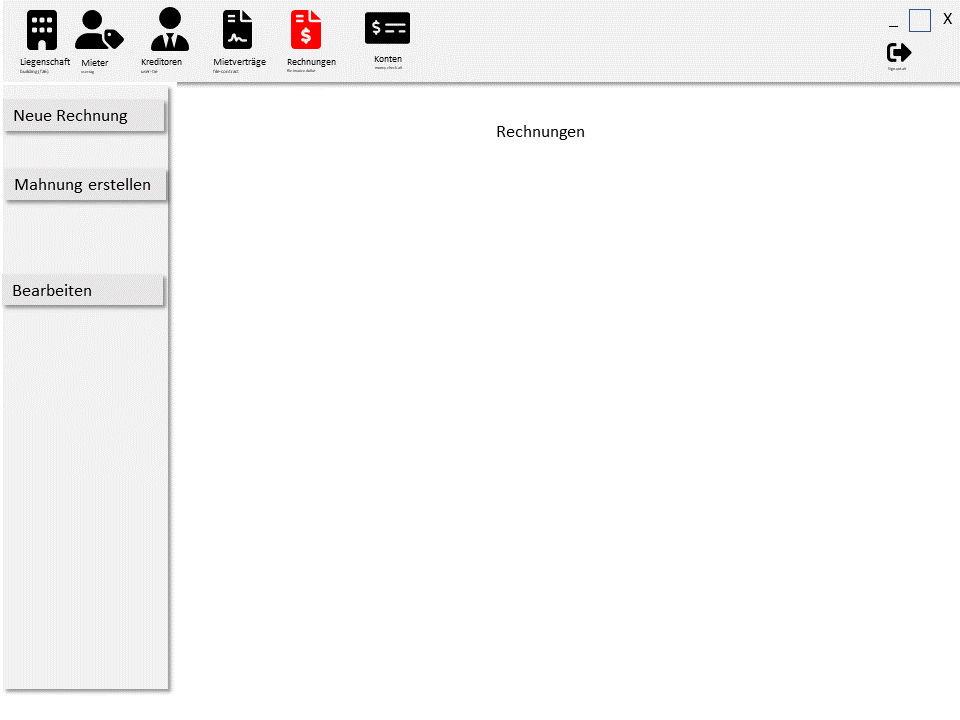 _ X
Liegenschaft Mieter Kreditoren Mietverträge Rechnungen Konten
building (fas) user-tag user-tie file-contract file-invoice-dollar money-check-alt
Sign-out-alt
Neue Rechnung
Rechnungen
Mahnung erstellen
Bearbeiten